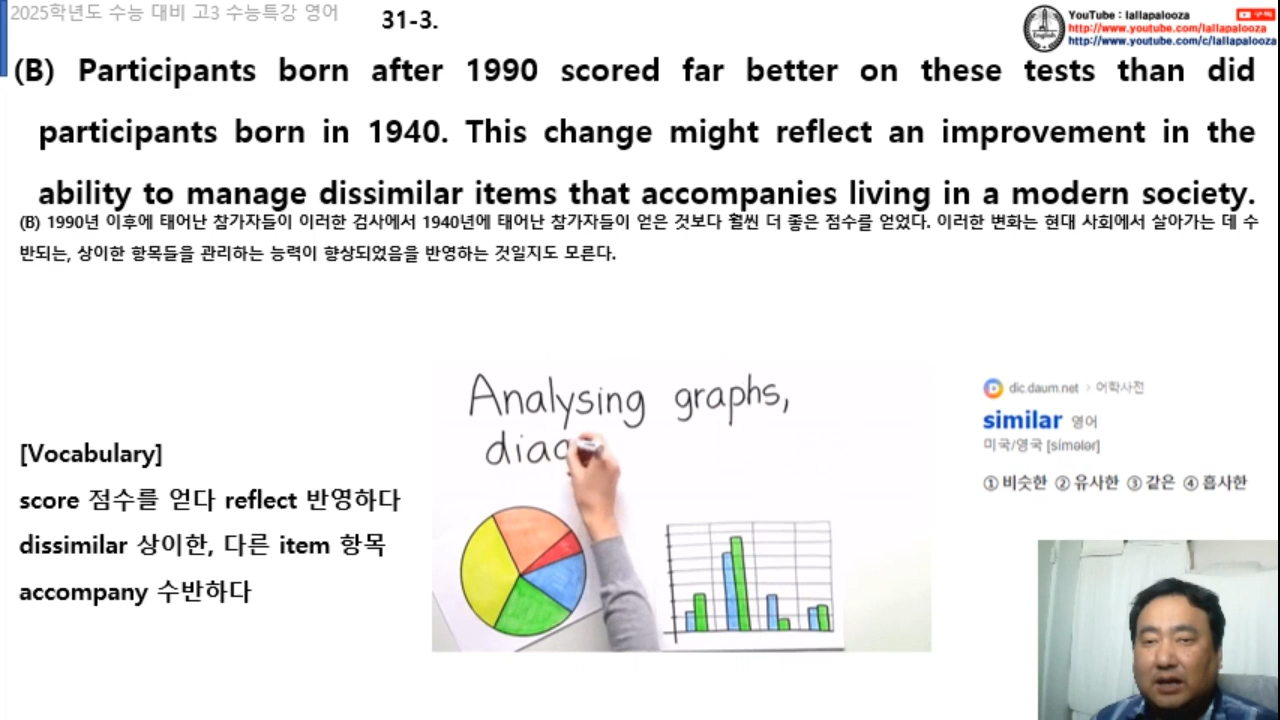 2025학년도 수능 대비 고3 수능특강 영어
31-3.
YouTube : lallapalooza
구독
http://www.youtube.com/lallapalooza
http://www.youtube.com/c/lallapalooza
(B) Participants born after 1990 scored far better on these tests than did
participants born in 1940. This change might reflect an improvement in the
ability to manage dissimilar items that accompanies living in a modern society.
(B) 1990년 이후에 태어난 참가자들이 이러한 검사에서 1940년에 태어난 참가자들이 얻은 것보다 훨씬 더 좋은 점수를 얻었다. 이러한 변화는 현대 사회에서 살아가는 데 수
반되는, 상이한 항목들을 관리하는 능력이 향상되었음을 반영하는 것일지도 모른다.
Analysing graphs,
diag
dic.daum.net › 어학사전
similar 영어
미국/영국 [símələr]
① 비슷한 ② 유사한 ③ 같은 ④ 흡사한
[Vocabulary]
score 점수를 얻다 reflect 반영하다
dissimilar 상이한, 다른 item 항목
accompany 수반하다